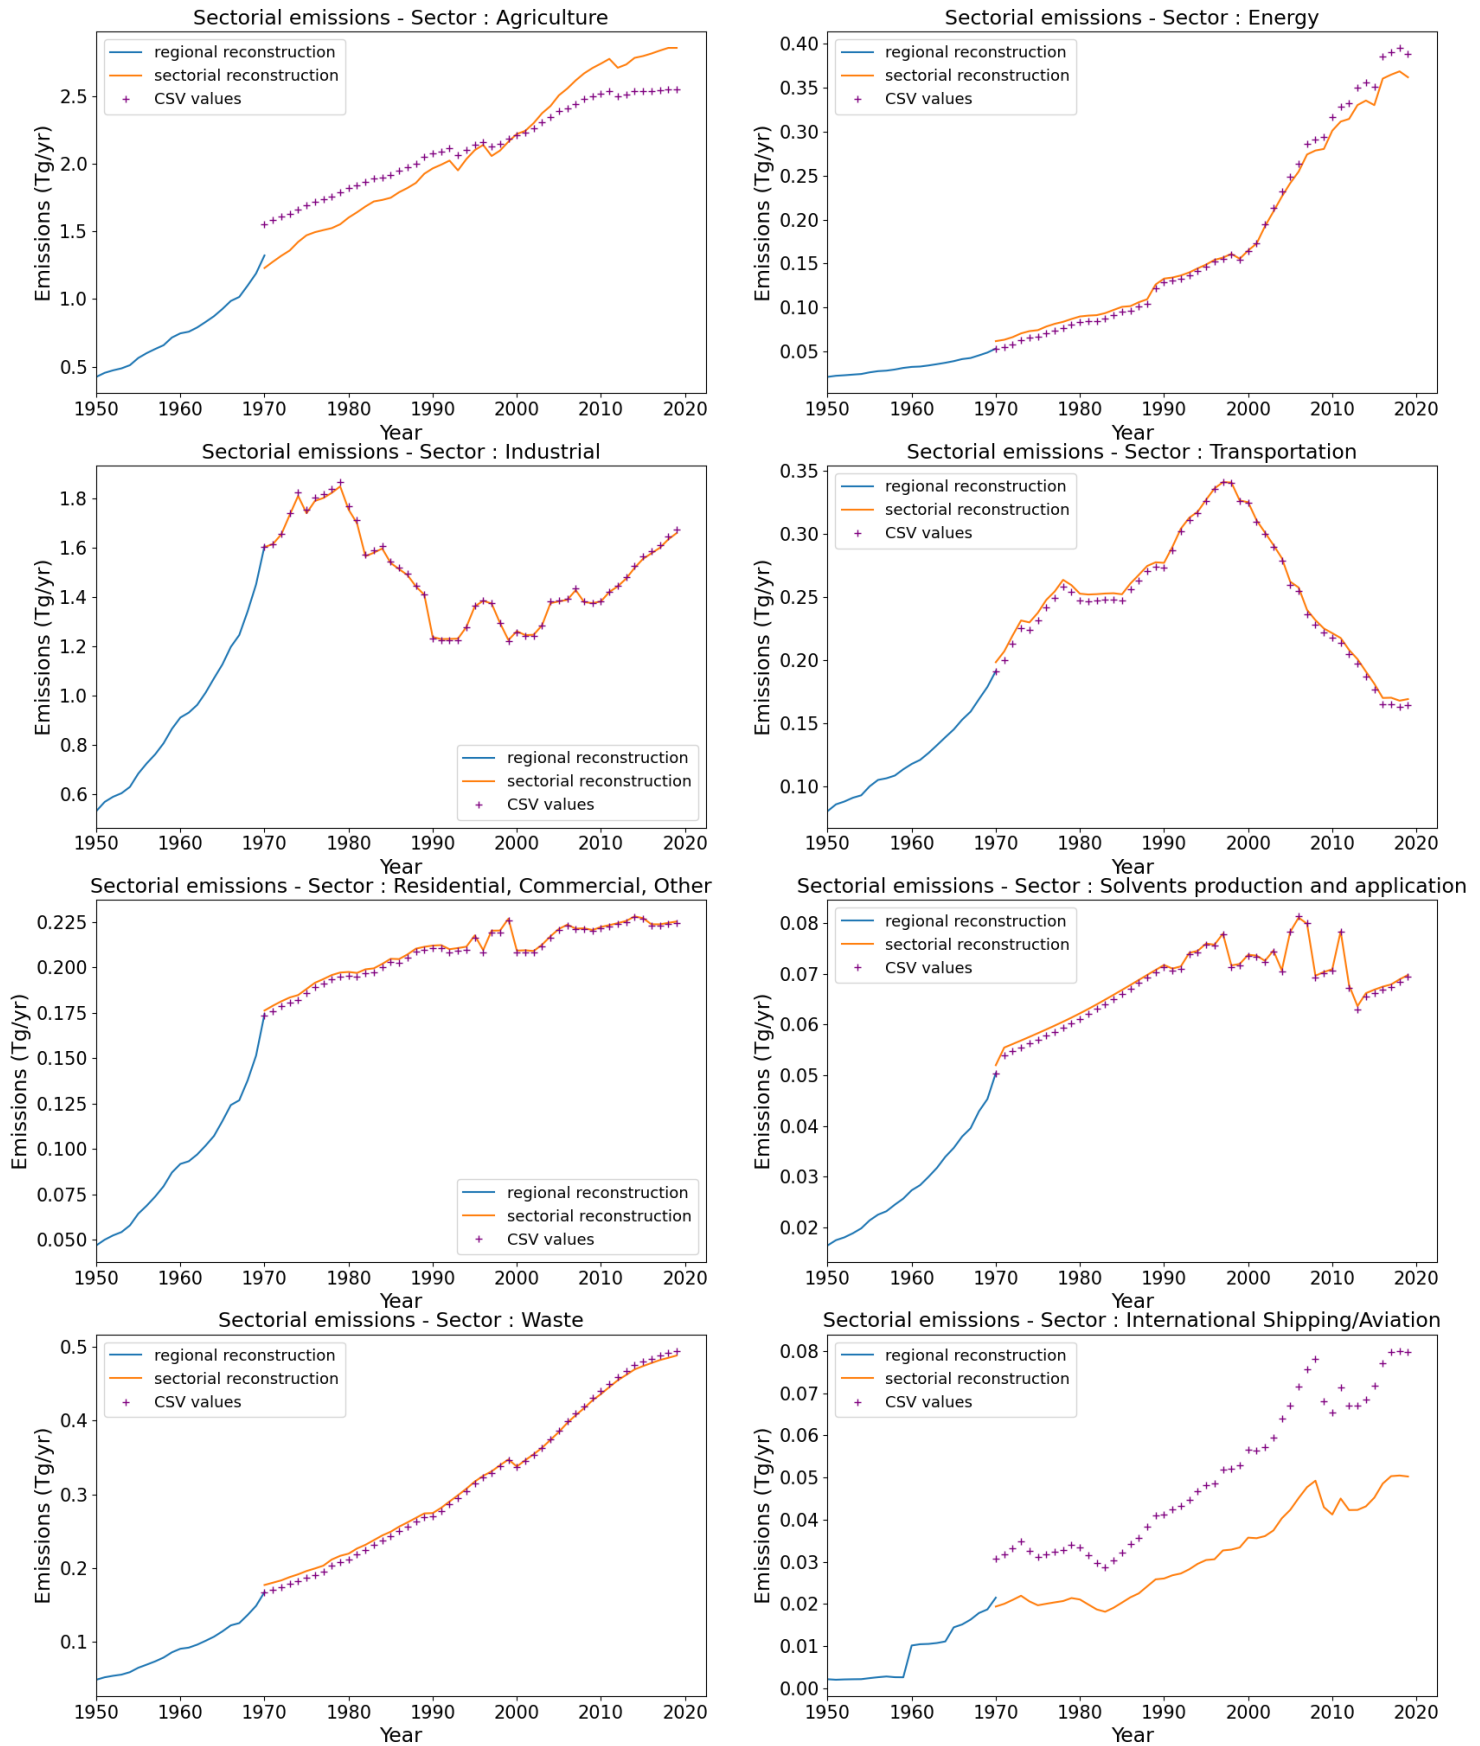 Sectorial emissions - Sector : Agriculture
regional reconstruction
sectorial reconstruction
CSV values
Emissions (Tg/yr)
2.5
2.0
1.5
1.0
0.5
1950 1960 1970 1980 1990 2000 2010 2020
Year
Sectorial emissions - Sector : Energy
regional reconstruction
sectorial reconstruction
CSV values
Emissions (Tg/yr)
0.40
0.35
0.30
0.25
0.20
0.15
0.10
0.05
1950 1960 1970 1980 1990 2000 2010 2020
Year
Sectorial emissions - Sector : Industrial
Emissions (Tg/yr)
1.8
1.6
1.4
1.2
1.0
0.8
0.6
regional reconstruction
sectorial reconstruction
CSV values
1950 1960 1970 1980 1990 2000 2010 2020
Year
Sectorial emissions - Sector : Transportation
regional reconstruction
sectorial reconstruction
CSV values
Emissions (Tg/yr)
0.35
0.30
0.25
0.20
0.15
0.10
1950 1960 1970 1980 1990 2000 2010 2020
Year
Sectorial emissions - Sector : Residential, Commercial, Other
Emissions (Tg/yr)
0.225
0.200
0.175
0.150
0.125
0.100
0.075
0.050
regional reconstruction
sectorial reconstruction
CSV values
1950 1960 1970 1980 1990 2000 2010 2020
Year
Sectorial emissions - Sector : Solvents production and application
regional reconstruction
sectorial reconstruction
CSV values
Emissions (Tg/yr)
0.08
0.07
0.06
0.05
0.04
0.03
0.02
1950 1960 1970 1980 1990 2000 2010 2020
Year
Sectorial emissions - Sector : Waste
regional reconstruction
sectorial reconstruction
CSV values
Emissions (Tg/yr)
0.5
0.4
0.3
0.2
0.1
1950 1960 1970 1980 1990 2000 2010 2020
Year
Sectorial emissions - Sector : International Shipping/Aviation
regional reconstruction
sectorial reconstruction
CSV values
Emissions (Tg/yr)
0.08
0.07
0.06
0.05
0.04
0.03
0.02
0.01
0.00
1950 1960 1970 1980 1990 2000 2010 2020
Year